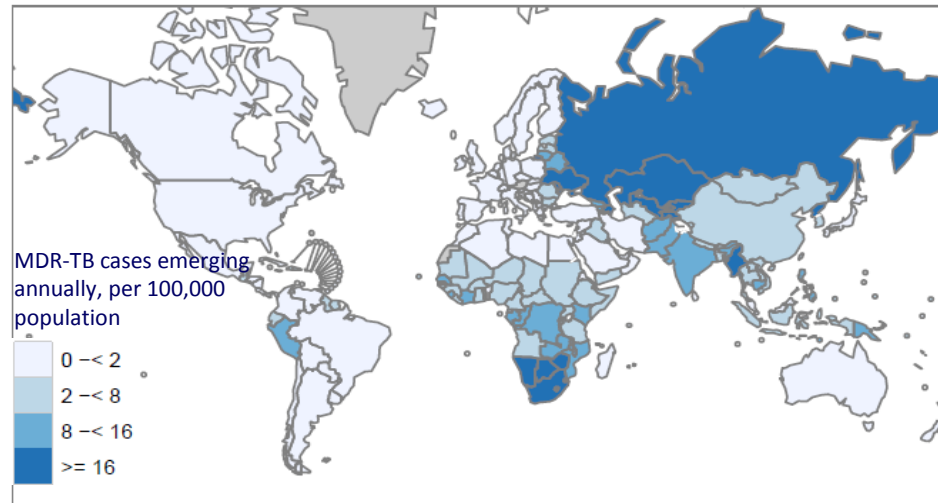 MDR-TB cases emerging
annually, per 100,000
population
0 −< 2
2 −< 8
8 −< 16
>= 16